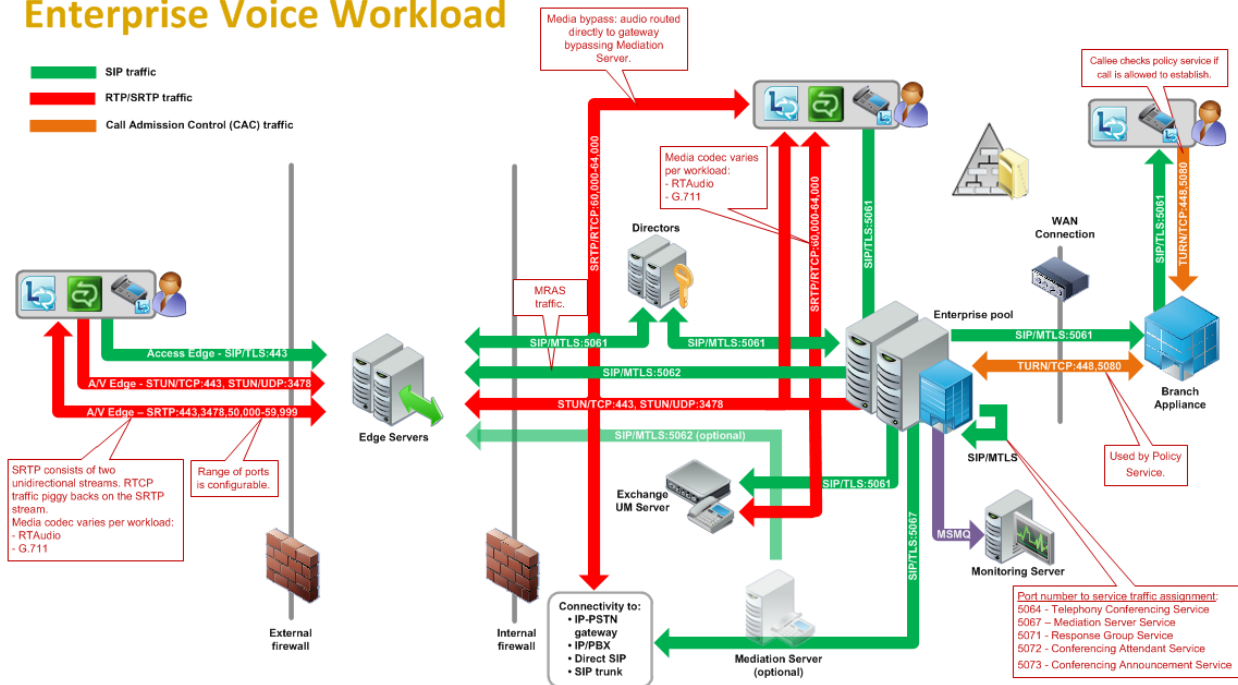 Enterprise Voice Workload
SIP traffic
RTP/SRTP traffic
Call Admission Control (CAC) traffic
Media bypass: audio routed
directly to gateway
bypassing Mediation
Server.
Callee checks policy service if
call is allowed to establish.
Media codec varies
per workload:
- RTAudio
- G.711
SRTP/RTCP:60,000-64,000
SRTP/RTCP:60,000-64,000
SIP/TLS:5061
SIP/TLS:5061
TURN/TCP:448,5080
WAN
Connection
Directors
MRAS
traffic.
Enterprise pool
SIP/MTLS:5061
SIP/MTLS:5061
SIP/MTLS:5061
Access Edge - SIP/TLS:443
SIP/MTLS:5062
TURN/TCP:448,5080
A/V Edge - STUN/TCP:443, STUN/UDP:3478
A/V Edge – SRTP:443,3478,50,000-59,999
STUN/TCP:443, STUN/UDP:3478
Branch
Appliance
Edge Servers
SIP/MTLS:5062 (optional)
SIP/MTLS
Used by Policy
Service.
SRTP consists of two
unidirectional streams. RTCP
traffic piggy backs on the SRTP
stream.
Media codec varies per workload:
- RTAudio
- G.711
Range of ports
is configurable.
Exchange
UM Server
SIP/TLS:5061
SIP/TLS:5067
MSMQ
Monitoring Server
External
firewall
Internal
firewall
Connectivity to:
• IP-PSTN
gateway
• IP/PBX
• Direct SIP
• SIP trunk
Mediation Server
(optional)
Port number to service traffic assignment:
5064 - Telephony Conferencing Service
5067 – Mediation Server Service
5071 - Response Group Service
5072 - Conferencing Attendant Service
5073 - Conferencing Announcement Service